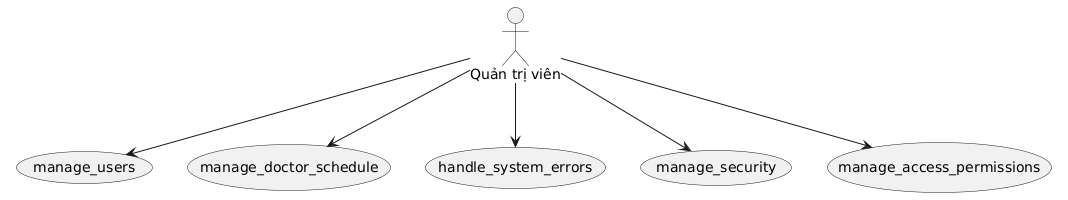 Quản trị viên
manage_users
manage_doctor_schedule
handle_system_errors
manage_security
manage_access_permissions